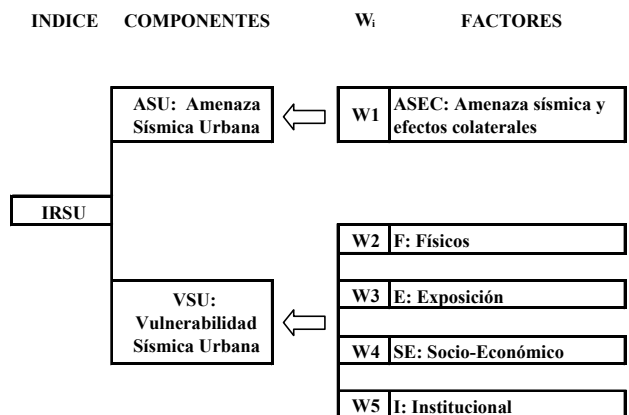 INDICE COMPONENTES Wi FACTORES
ASU: Amenaza
Sísmica Urbana
W1 ASEC: Amenaza sísmica y
efectos colaterales
IRSU
W2 F: Físicos
W3 E: Exposición
VSU:
Vulnerabilidad
Sísmica Urbana
W4 SE: Socio-Económico
W5 I: Institucional